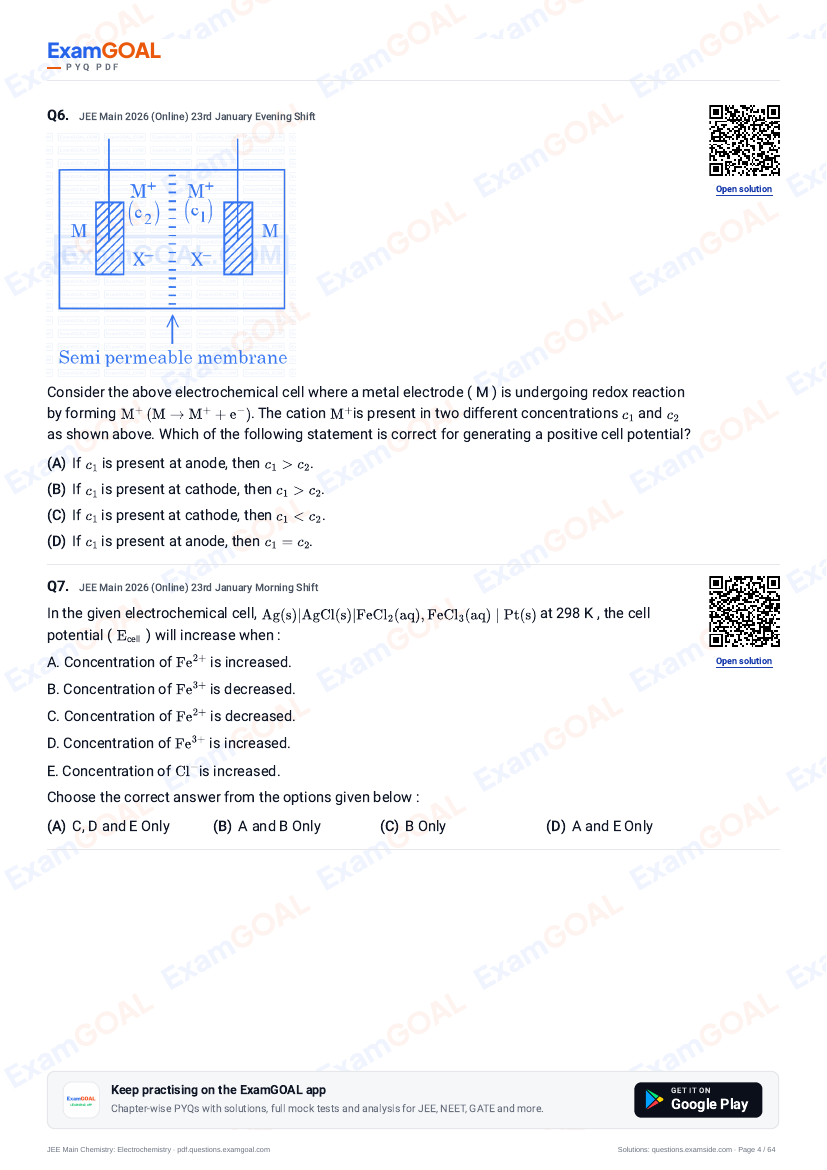 ExamGOAL
PYQ PDF
Q6. JEE Main 2026 (Online) 23rd January Evening Shift
Open solution
M⁺ M⁺
(c₂) (c₁)
M M
X⁻ X⁻
ExamGOAL.COM
Semi permeable membrane
Consider the above electrochemical cell where a metal electrode ( M ) is undergoing redox reaction
by forming M⁺ (M → M⁺ + e⁻). The cation M⁺is present in two different concentrations c₁ and c₂
as shown above. Which of the following statement is correct for generating a positive cell potential?
(A) If c₁ is present at anode, then c₁ > c₂.
(B) If c₁ is present at cathode, then c₁ > c₂.
(C) If c₁ is present at cathode, then c₁ < c₂.
(D) If c₁ is present at anode, then c₁ = c₂.
Q7. JEE Main 2026 (Online) 23rd January Morning Shift
Open solution
In the given electrochemical cell, Ag(s)|AgCl(s)|FeCl₂(aq), FeCl₃(aq) | Pt(s) at 298 K , the cell
potential ( E_cell ) will increase when :
A. Concentration of Fe²⁺ is increased.
B. Concentration of Fe³⁺ is decreased.
C. Concentration of Fe²⁺ is decreased.
D. Concentration of Fe³⁺ is increased.
E. Concentration of Cl⁻ is increased.
Choose the correct answer from the options given below :
(A) C, D and E Only (B) A and B Only (C) B Only (D) A and E Only
ExamGOAL
Keep practising on the ExamGOAL app
Chapter-wise PYQs with solutions, full mock tests and analysis for JEE, NEET, GATE and more.
GET IT ON
Google Play
JEE Main Chemistry: Electrochemistry · pdf.questions.examgoal.com
Solutions: questions.examside.com · Page 4 / 64